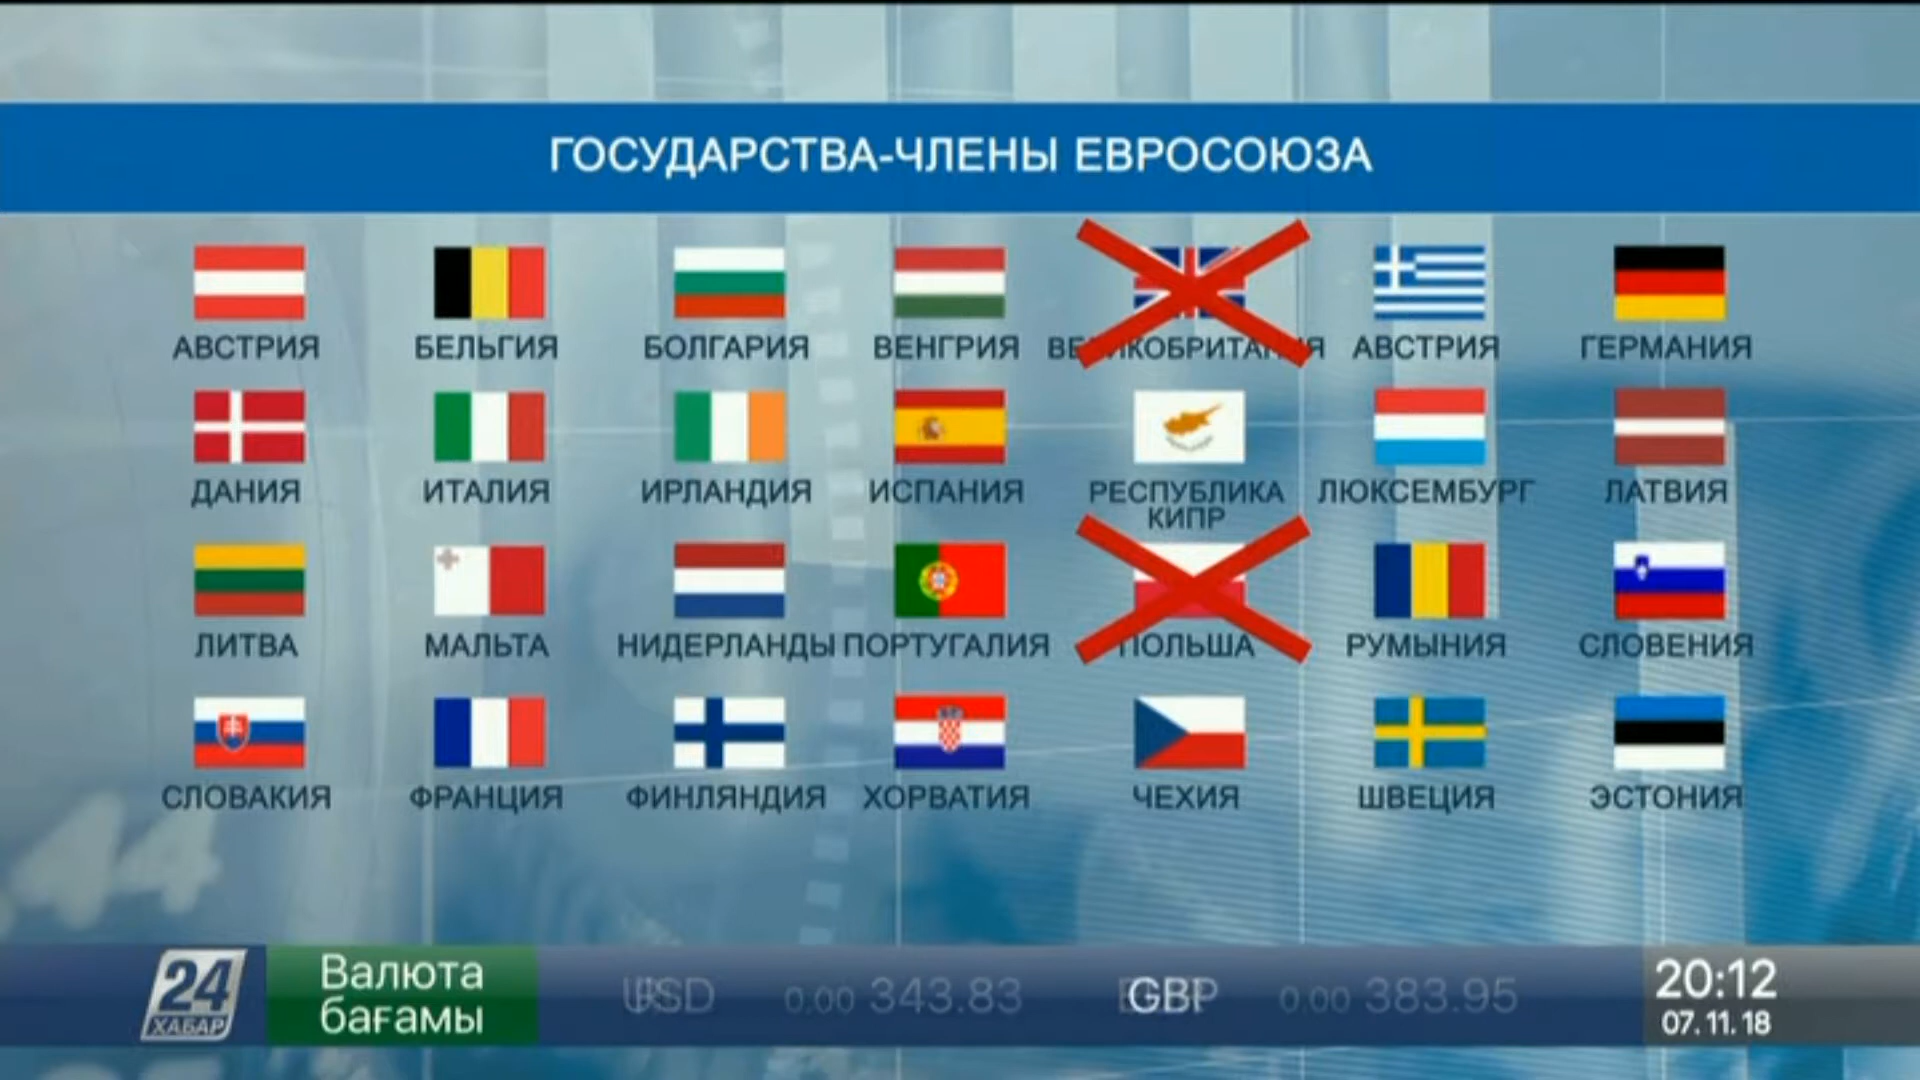 ГОСУДАРСТВА-ЧЛЕНЫ ЕВРОСОЮЗА
АВСТРИЯ БЕЛЬГИЯ БОЛГАРИЯ ВЕНГРИЯ ВЕЛИКОБРИТАНИЯ АВСТРИЯ ГЕРМАНИЯ
ДАНИЯ ИТАЛИЯ ИРЛАНДИЯ ИСПАНИЯ РЕСПУБЛИКА КИПР ЛЮКСЕМБУРГ ЛАТВИЯ
ЛИТВА МАЛЬТА НИДЕРЛАНДЫ ПОРТУГАЛИЯ ПОЛЬША РУМЫНИЯ СЛОВЕНИЯ
СЛОВАКИЯ ФРАНЦИЯ ФИНЛЯНДИЯ ХОРВАТИЯ ЧЕХИЯ ШВЕЦИЯ ЭСТОНИЯ
24
ХАБАР
Валюта
бағамы
0.00 343.83 GBP 0.00 383.95
20:12
07.11.18